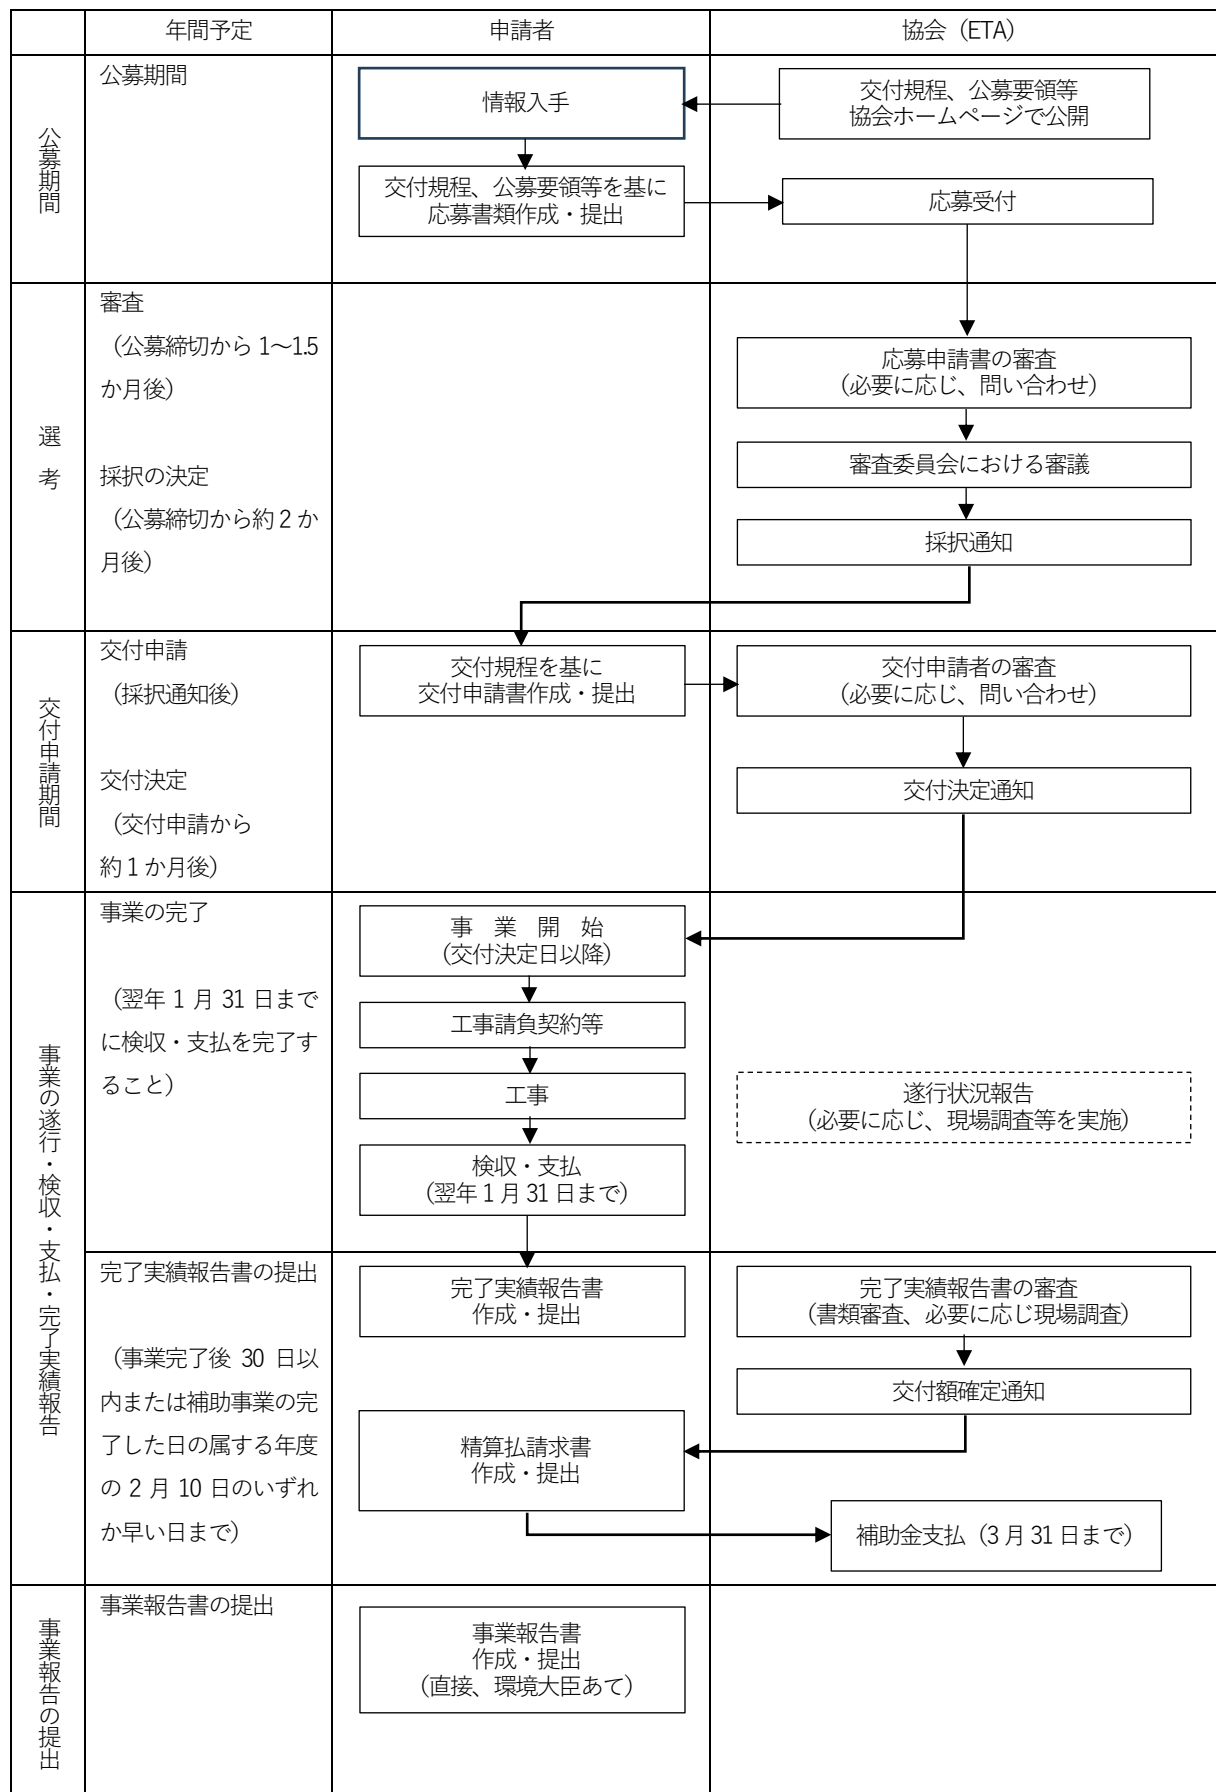 年間予定
申請者
協会（ETA）
公募期間
公募期間
情報入手
交付規程、公募要領等
協会ホームページで公開
交付規程、公募要領等を基に
応募書類作成・提出
応募受付
選考
審査
（公募締切から 1～1.5
か月後）
採択の決定
（公募締切から約 2 か
月後）
応募申請書の審査
（必要に応じ、問い合わせ）
審査委員会における審議
採択通知
交付申請期間
交付申請
（採択通知後）
交付決定
（交付申請から
約 1 か月後）
交付規程を基に
交付申請書作成・提出
交付申請者の審査
（必要に応じ、問い合わせ）
交付決定通知
事業の遂行・検収・支払・完了実績報告
事業の完了
（翌年 1 月 31 日まで
に検収・支払を完了す
ること）
事　業　開　始
（交付決定日以降）
工事請負契約等
工事
検収・支払
（翌年 1 月 31 日まで）
遂行状況報告
（必要に応じ、現場調査等を実施）
完了実績報告書の提出
（事業完了後 30 日以
内または補助事業の完
了した日の属する年度
の 2 月 10 日のいずれ
か早い日まで）
完了実績報告書
作成・提出
完了実績報告書の審査
（書類審査、必要に応じ現場調査）
交付額確定通知
精算払請求書
作成・提出
補助金支払（3 月 31 日まで）
事業報告の提出
事業報告書の提出
事業報告書
作成・提出
（直接、環境大臣あて）